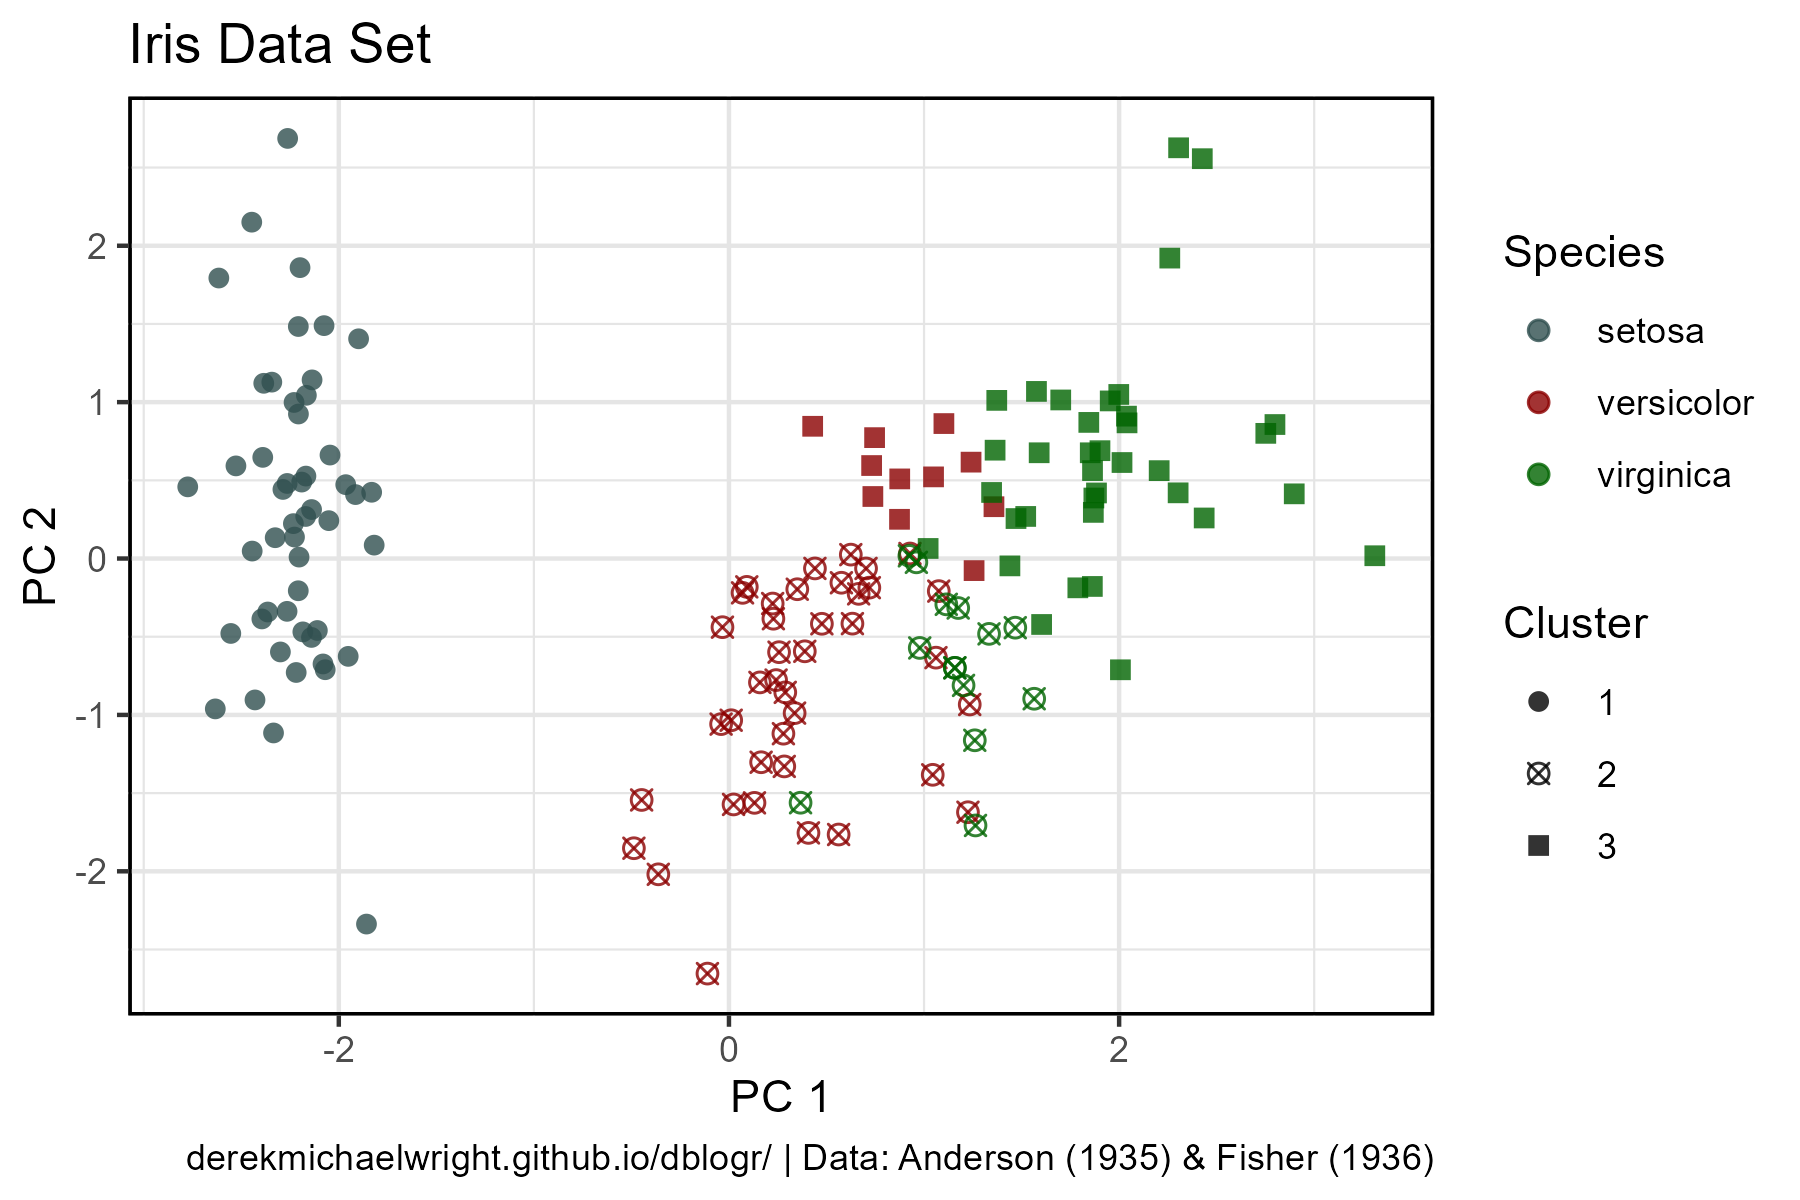 Iris Data Set
PC 2
2
1
0
-1
-2
-2
0
2
PC 1
Species
setosa
versicolor
virginica
Cluster
1
2
3
derekmichaelwright.github.io/dblogr/ | Data: Anderson (1935) & Fisher (1936)